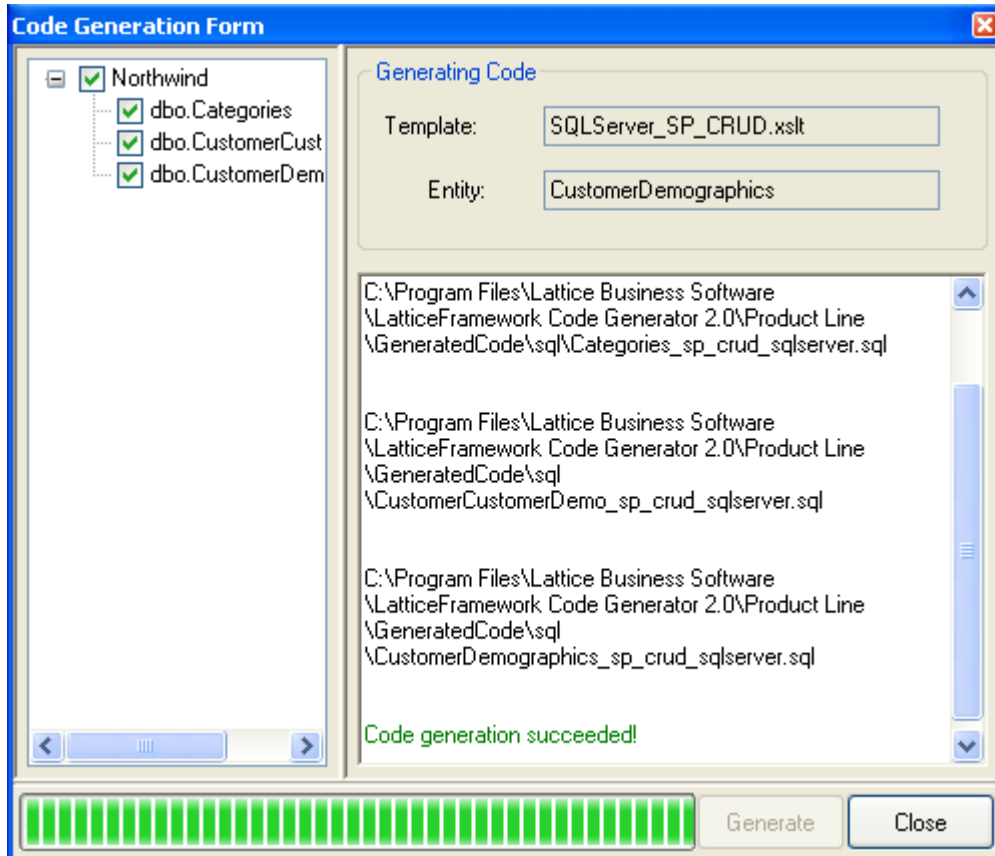 Code Generation Form
Northwind
dbo.Categories
dbo.CustomerCust
dbo.CustomerDem
Generating Code
Template: SQLServer_SP_CRUD.xslt
Entity: CustomerDemographics
C:\Program Files\Lattice Business Software
\LatticeFramework Code Generator 2.0\Product Line
\GeneratedCode\sql\Categories_sp_crud_sqlserver.sql
C:\Program Files\Lattice Business Software
\LatticeFramework Code Generator 2.0\Product Line
\GeneratedCode\sql
\CustomerCustomerDemo_sp_crud_sqlserver.sql
C:\Program Files\Lattice Business Software
\LatticeFramework Code Generator 2.0\Product Line
\GeneratedCode\sql
\CustomerDemographics_sp_crud_sqlserver.sql
Code generation succeeded!
Generate Close